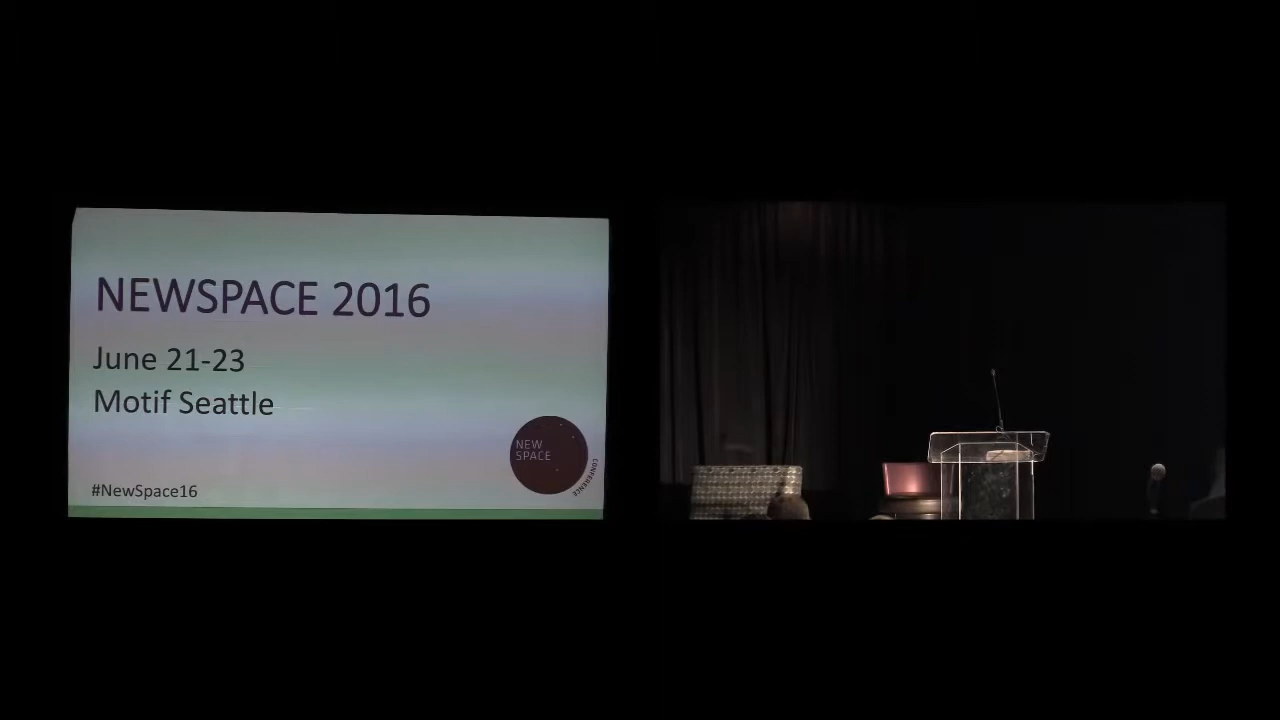 NEWSPACE 2016
June 21-23
Motif Seattle
NEW
SPACE
CONFERENCE
#NewSpace16